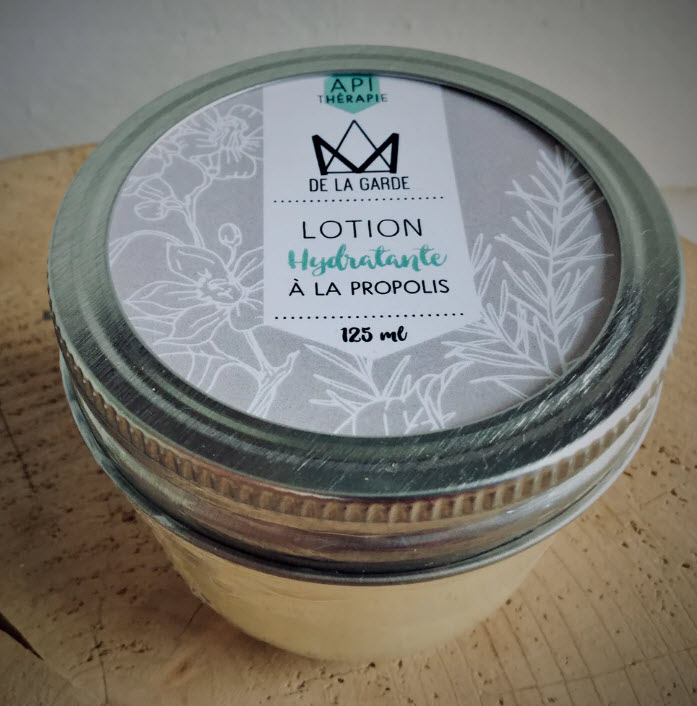 API
THÉRAPIE
DE LA GARDE
LOTION
Hydratante
À LA PROPOLIS
125 ml